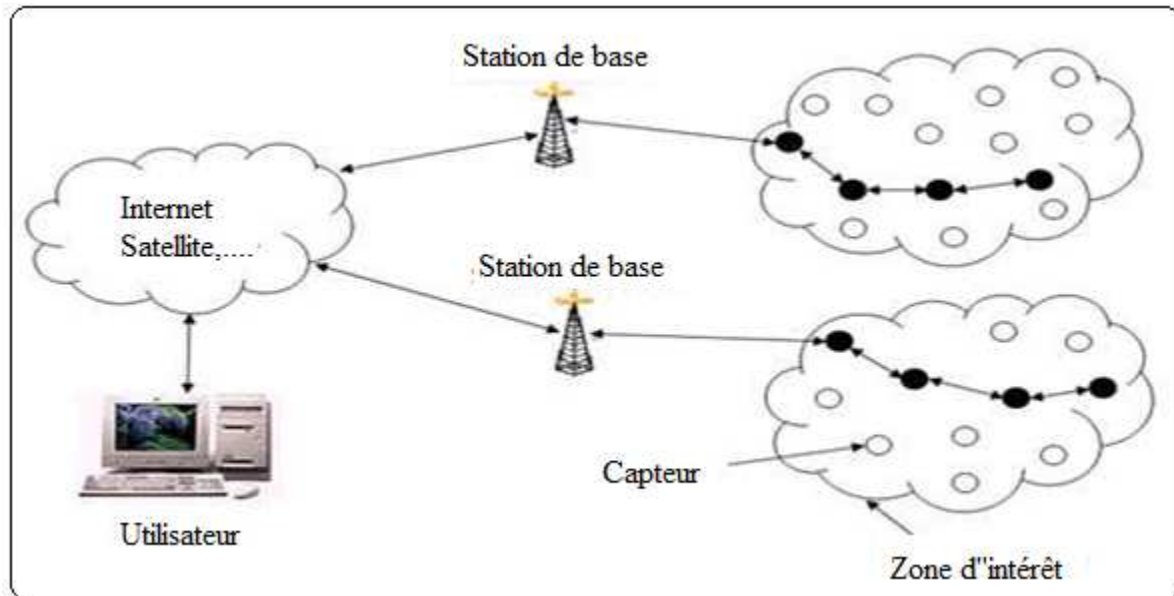 Station de base
Internet
Satellite,....
Station de base
Capteur
Utilisateur
Zone d"intérêt